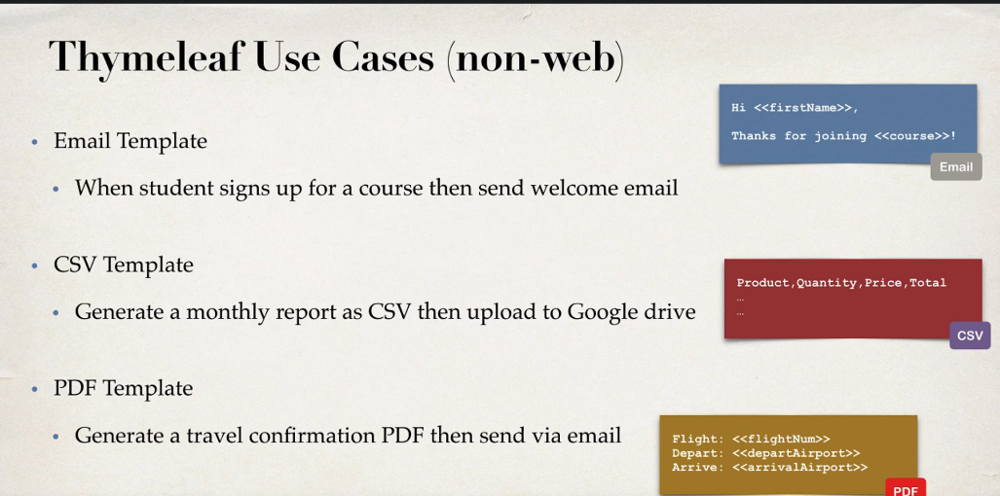 Thymeleaf Use Cases (non-web)
• Email Template
• When student signs up for a course then send welcome email
Hi <<firstName>>,
Thanks for joining <<course>>!
Email
• CSV Template
• Generate a monthly report as CSV then upload to Google drive
Product,Quantity,Price,Total
…
…
CSV
• PDF Template
• Generate a travel confirmation PDF then send via email
Flight: <<flightNum>>
Depart: <<departAirport>>
Arrive: <<arrivalAirport>>
PDF